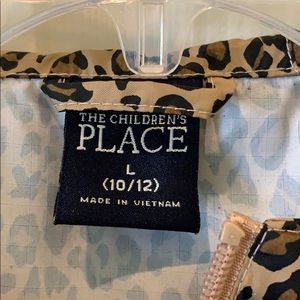 THE CHILDREN'S
PLACE
L
(10/12)
MADE IN VIETNAM